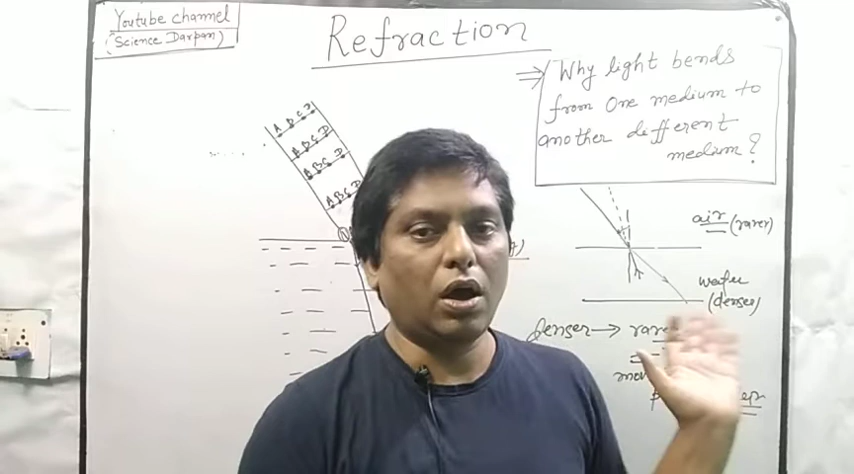 Youtube channel
(Science Darpan)
Refraction
⇒ Why light bends
from one medium to
another different
medium?
A B C D
A B C D
A B C D
A B C D
air (rarer)
water
(denser)
denser → rarer